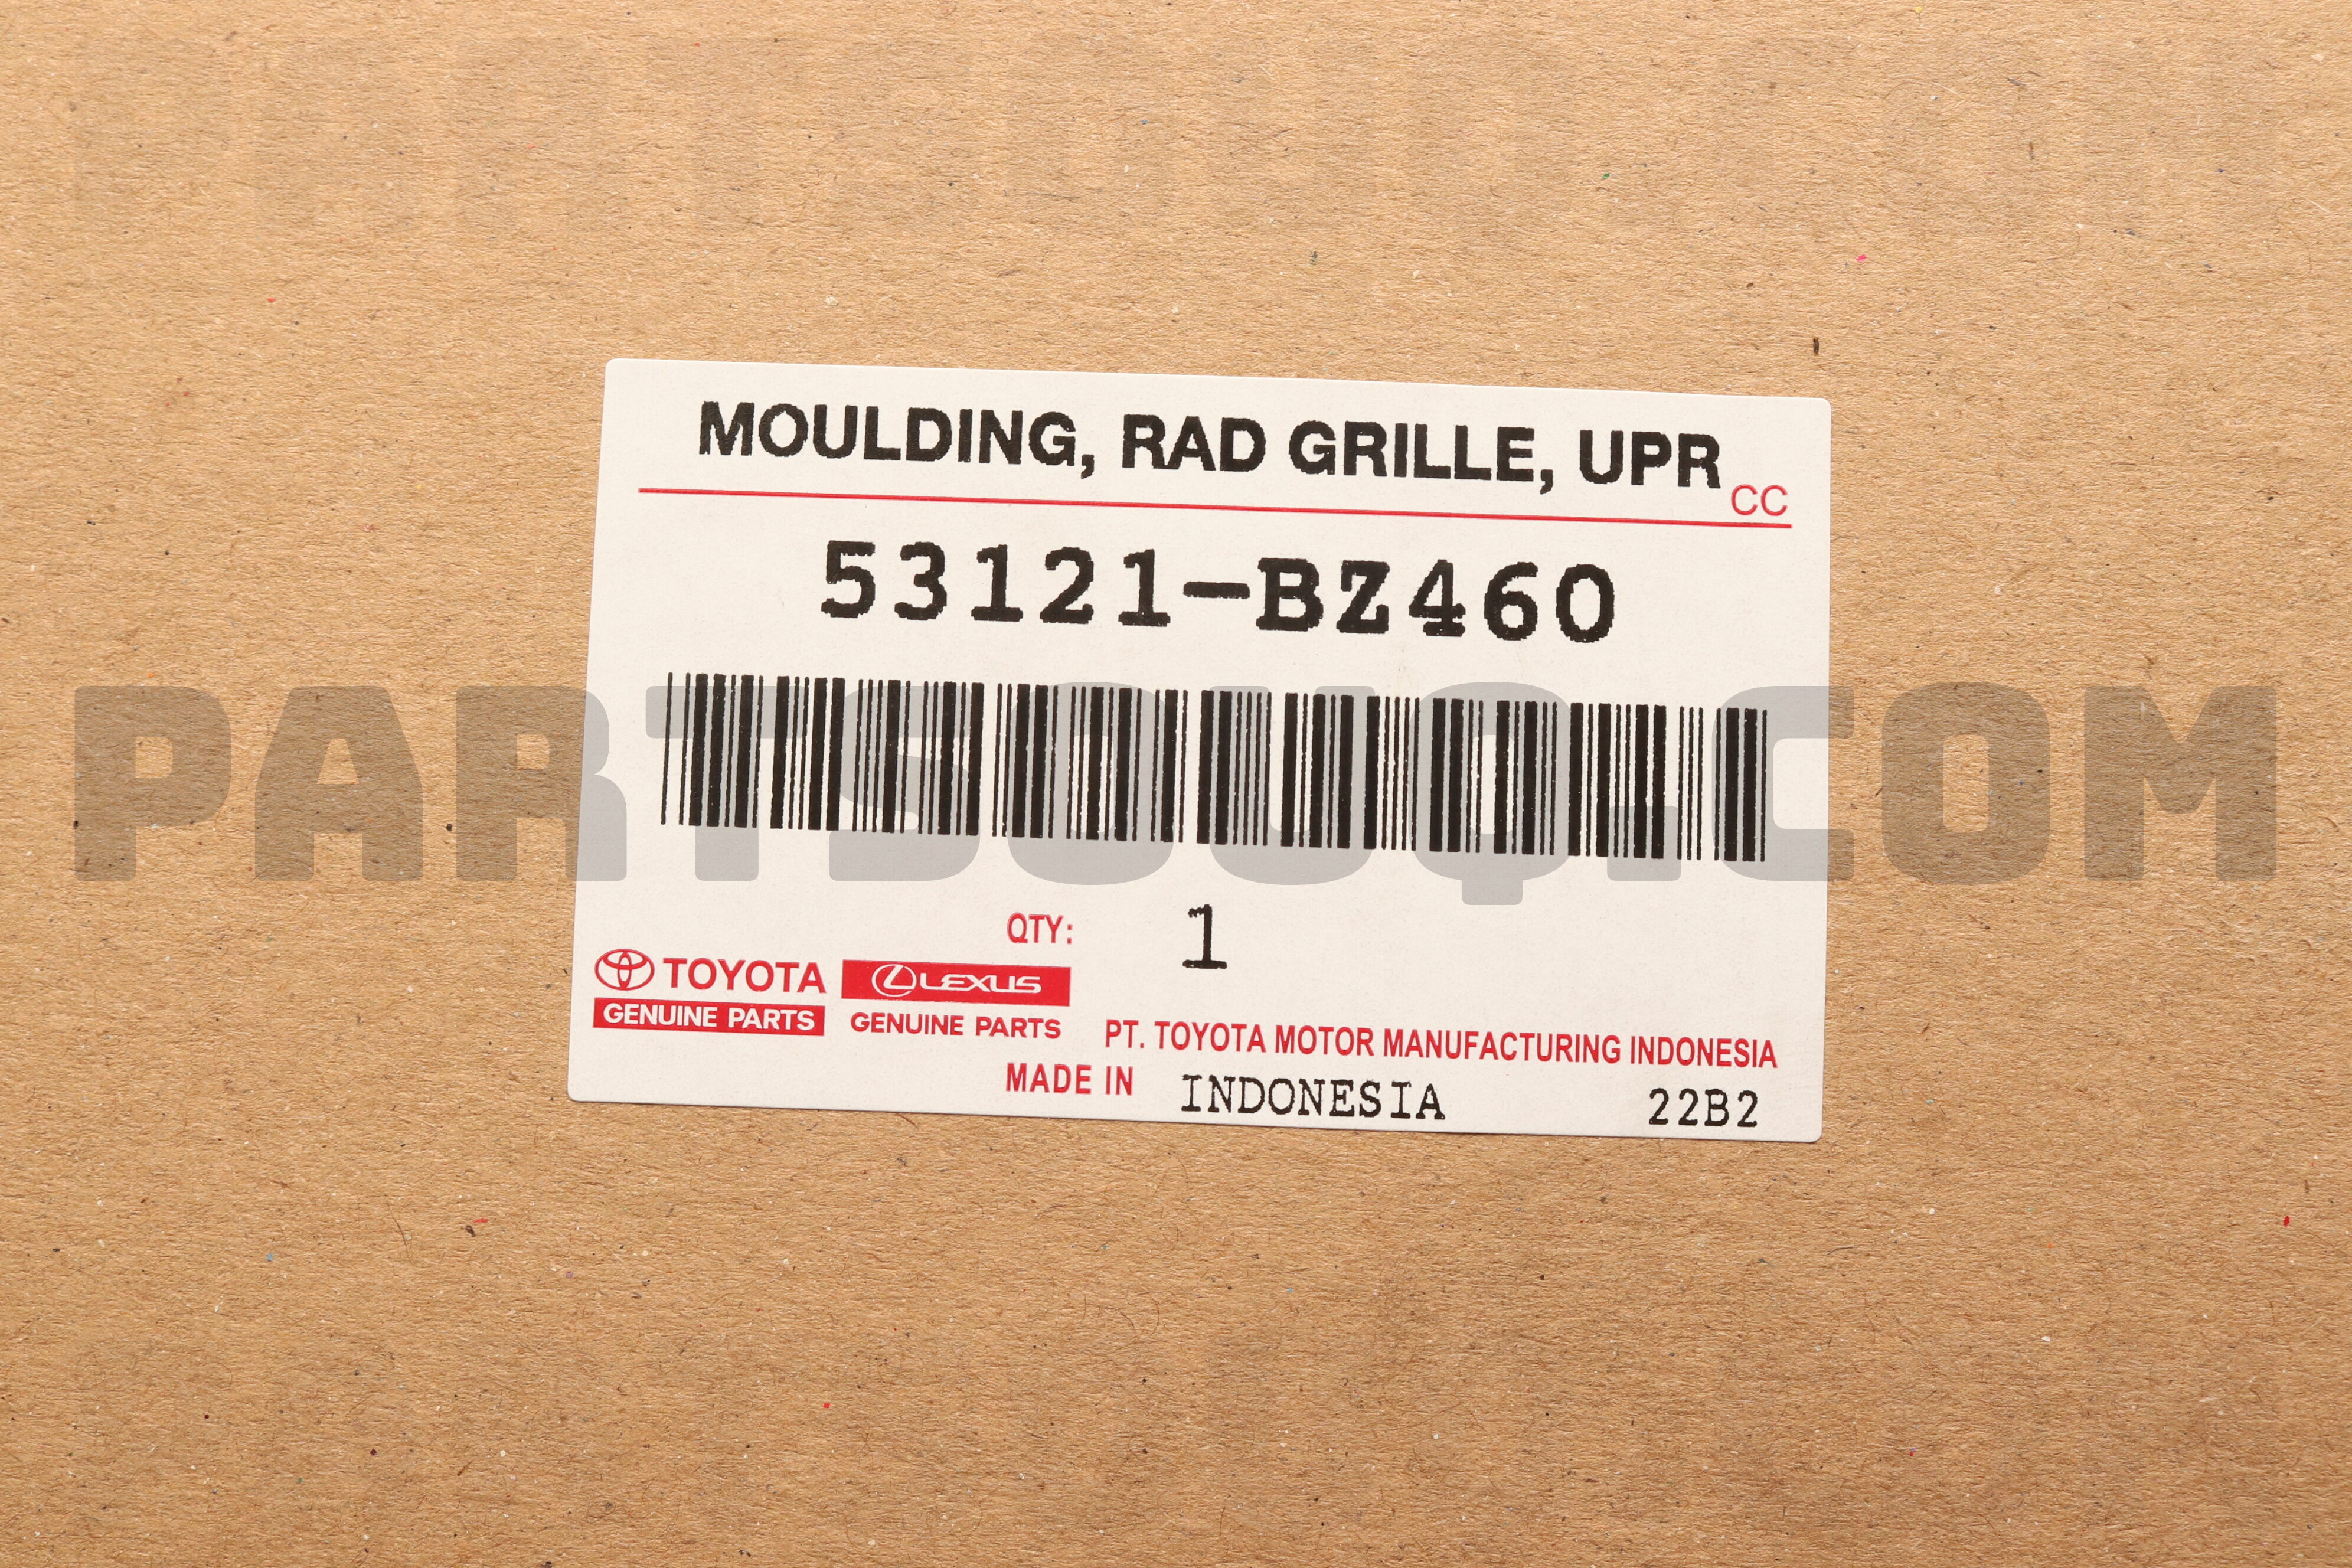 MOULDING, RAD GRILLE, UPR
CC
53121-BZ460
PARTSOUQ.COM
QTY: 1
TOYOTA
GENUINE PARTS
LEXUS
GENUINE PARTS
PT. TOYOTA MOTOR MANUFACTURING INDONESIA
MADE IN INDONESIA 22B2